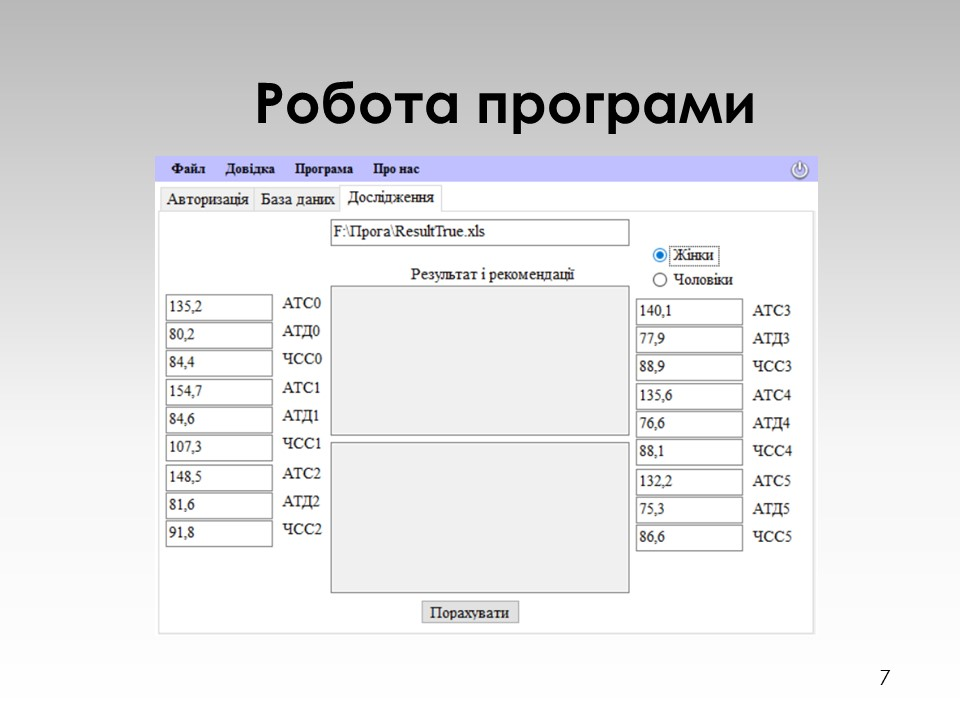 Робота програми
Файл Довідка Програма Про нас
Авторизація База даних Дослідження
F:\Прога\ResultTrue.xls
Жінки
Чоловіки
Результат і рекомендації
135,2 АТС0
80,2 АТД0
84,4 ЧСС0
154,7 АТС1
84,6 АТД1
107,3 ЧСС1
148,5 АТС2
81,6 АТД2
91,8 ЧСС2
140,1 АТС3
77,9 АТД3
88,9 ЧСС3
135,6 АТС4
76,6 АТД4
88,1 ЧСС4
132,2 АТС5
75,3 АТД5
86,6 ЧСС5
Порахувати
7